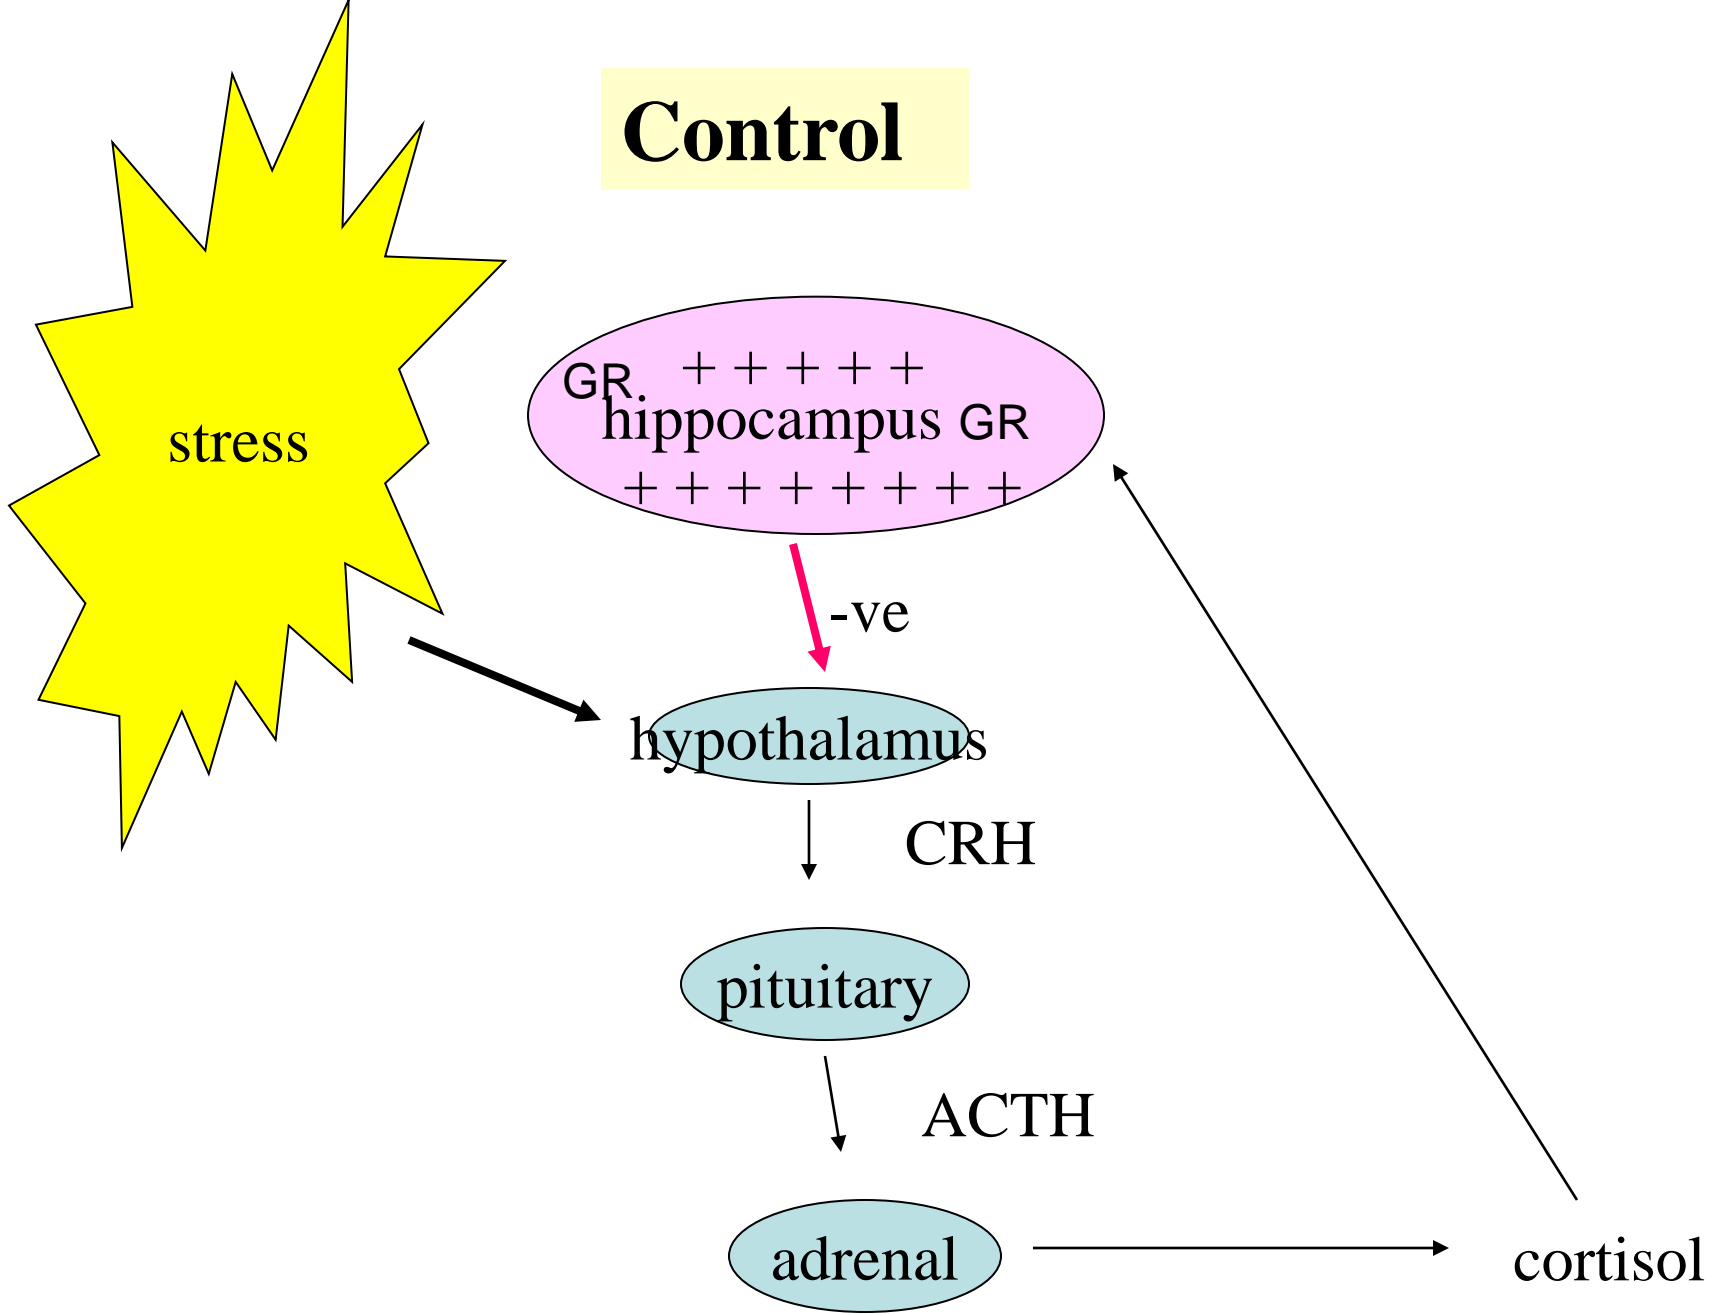 Control
GR + + + + +
hippocampus GR
+ + + + + + + +
stress
-ve
hypothalamus
CRH
pituitary
ACTH
adrenal
cortisol